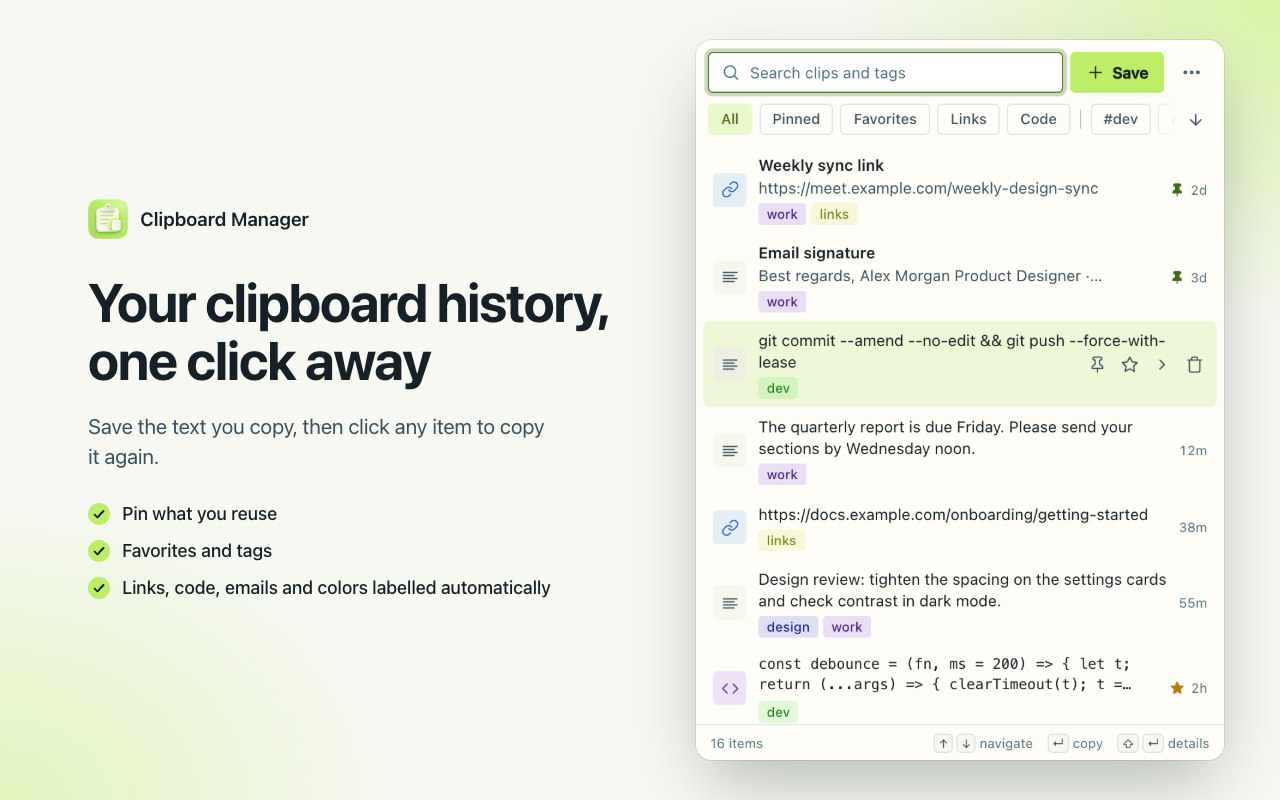 Clipboard Manager
Your clipboard history,
one click away
Save the text you copy, then click any item to copy
it again.
Pin what you reuse
Favorites and tags
Links, code, emails and colors labelled automatically
Search clips and tags
Save
All Pinned Favorites Links Code #dev
Weekly sync link
https://meet.example.com/weekly-design-sync
2d
work links
Email signature
Best regards, Alex Morgan Product Designer ·...
3d
work
git commit --amend --no-edit && git push --force-with-
lease
dev
The quarterly report is due Friday. Please send your
sections by Wednesday noon.
12m
work
https://docs.example.com/onboarding/getting-started
38m
links
Design review: tighten the spacing on the settings cards
and check contrast in dark mode.
55m
design work
const debounce = (fn, ms = 200) => { let t;
return (...args) => { clearTimeout(t); t =…
2h
dev
16 items
↑ ↓ navigate ↵ copy ⇧ ↵ details